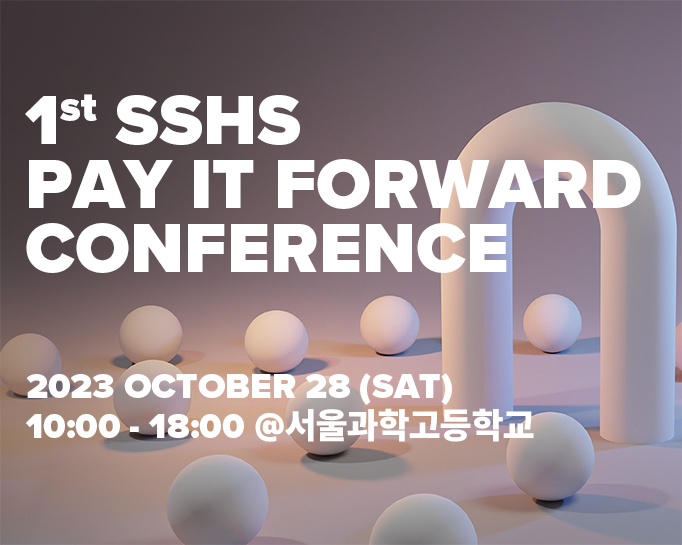 1st SSHS
PAY IT FORWARD
CONFERENCE
2023 OCTOBER 28 (SAT)
10:00 - 18:00 @서울과학고등학교